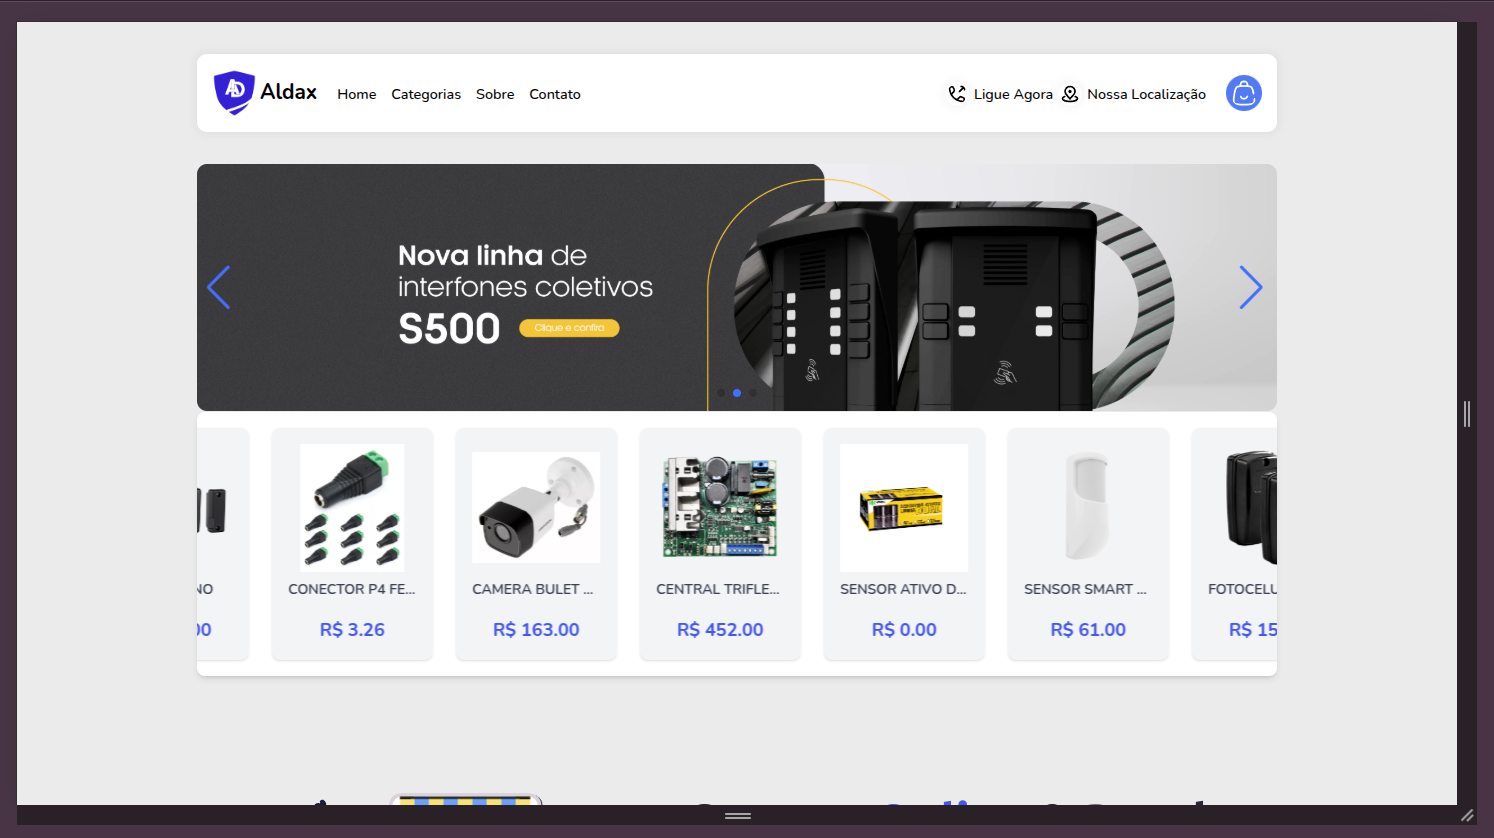 AD Aldax Home Categorias Sobre Contato Ligue Agora Nossa Localização
Nova linha de
interfones coletivos
S500 Clique e confira
NO CONECTOR P4 FE... CAMERA BULET ... CENTRAL TRIFLE... SENSOR ATIVO D... SENSOR SMART ... FOTOCELU
00 R$ 3.26 R$ 163.00 R$ 452.00 R$ 0.00 R$ 61.00 R$ 15